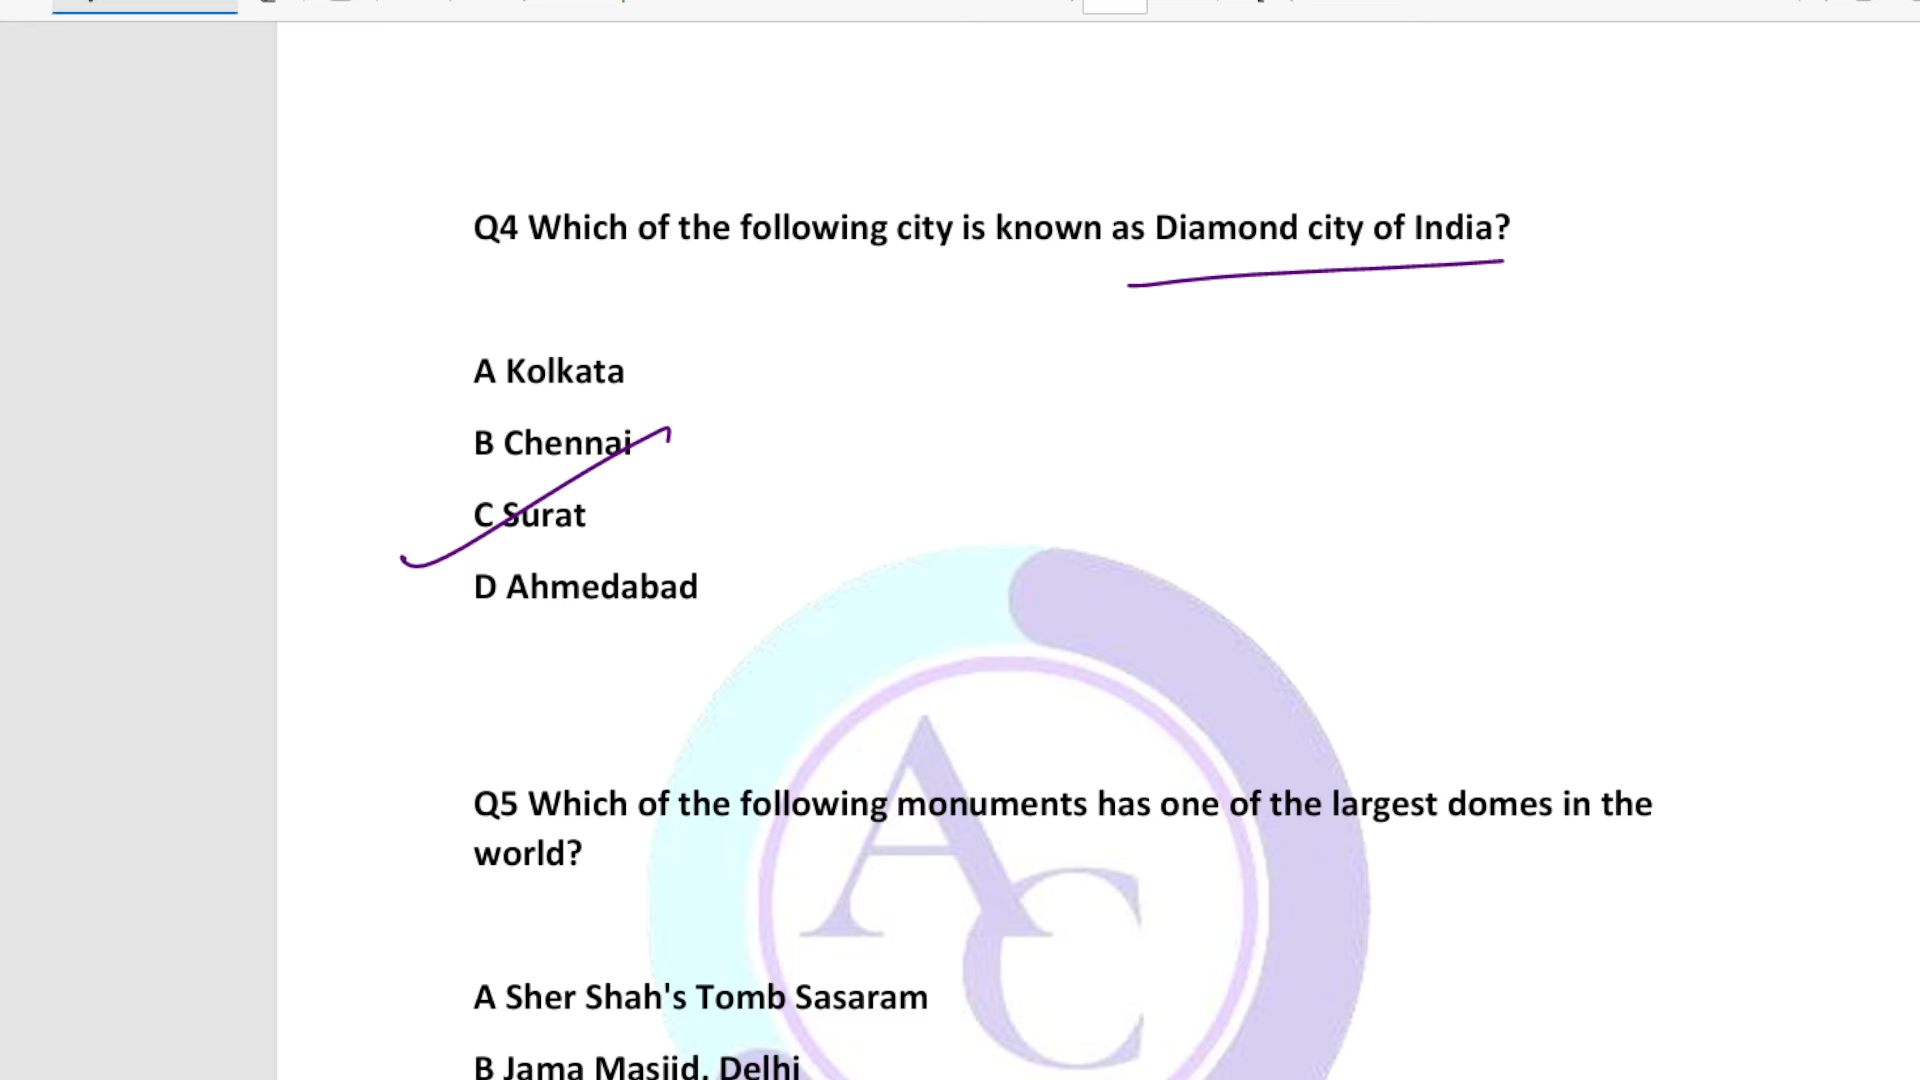 Q4 Which of the following city is known as Diamond city of India?
A Kolkata
B Chennai
C Surat
D Ahmedabad
AC
Q5 Which of the following monuments has one of the largest domes in the
world?
A Sher Shah's Tomb Sasaram
B Jama Masjid, Delhi